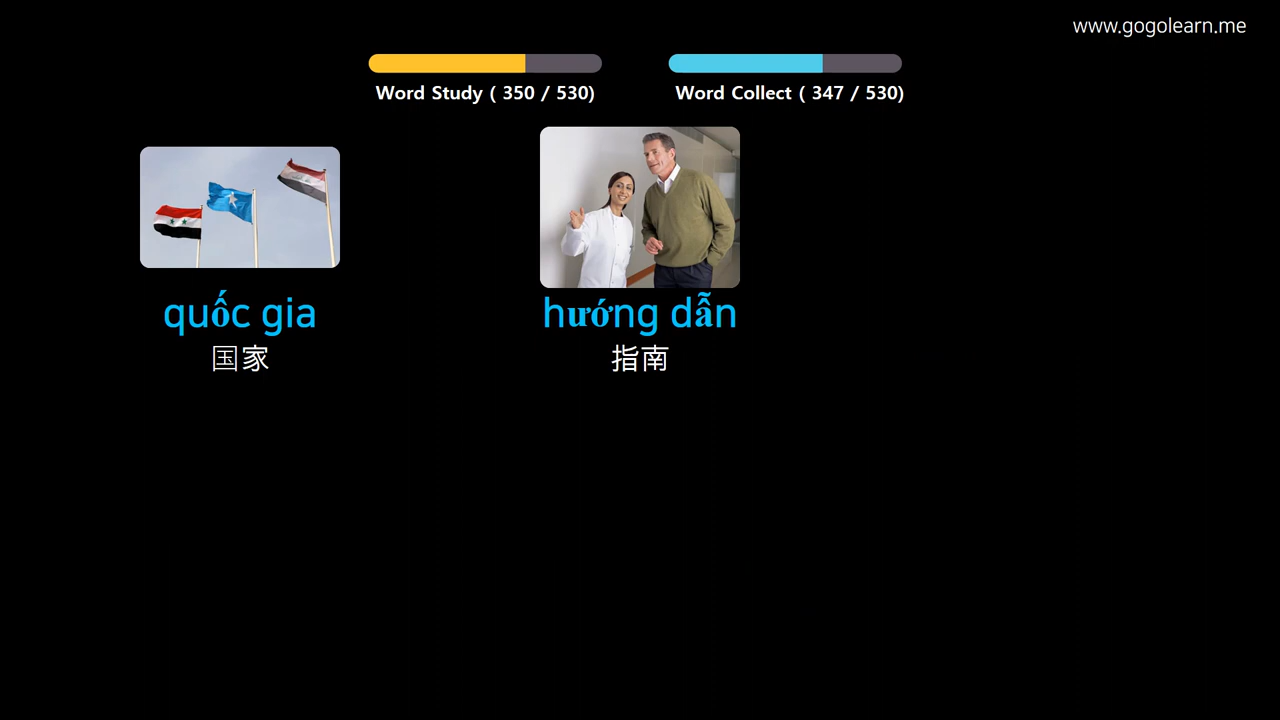 www.gogolearn.me
Word Study ( 350 / 530)
Word Collect ( 347 / 530)
quốc gia
国家
hướng dẫn
指南